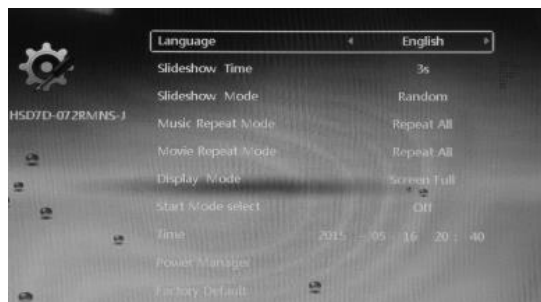 Language English
Slideshow Time 3s
Slideshow Mode Random
HSD7D-072RMNS-J
Music Repeat Mode Repeat All
Movie Repeat Mode Repeat All
Display Mode Screen Full
Start Mode select Off
Time 2015 - 05 16 20 : 40
Power Manager
Factory Default